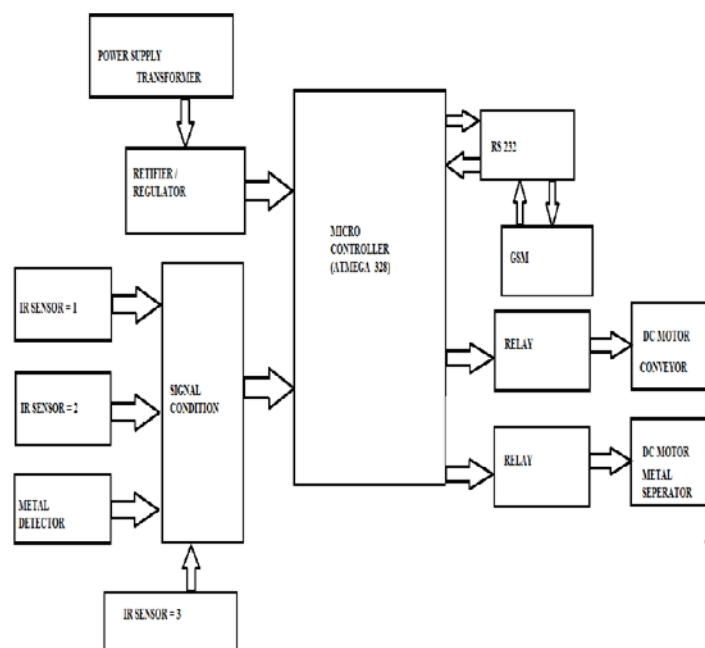 POWER SUPPLY
TRANSFORMER
RETIFIER /
REGULATOR
MICRO
CONTROLLER
(ATMEGA 328)
RS 232
GSM
IR SENSOR = 1
IR SENSOR = 2
METAL
DETECTOR
IR SENSOR = 3
SIGNAL
CONDITION
RELAY
DC MOTOR
CONVEYOR
RELAY
DC MOTOR
METAL
SEPERATOR